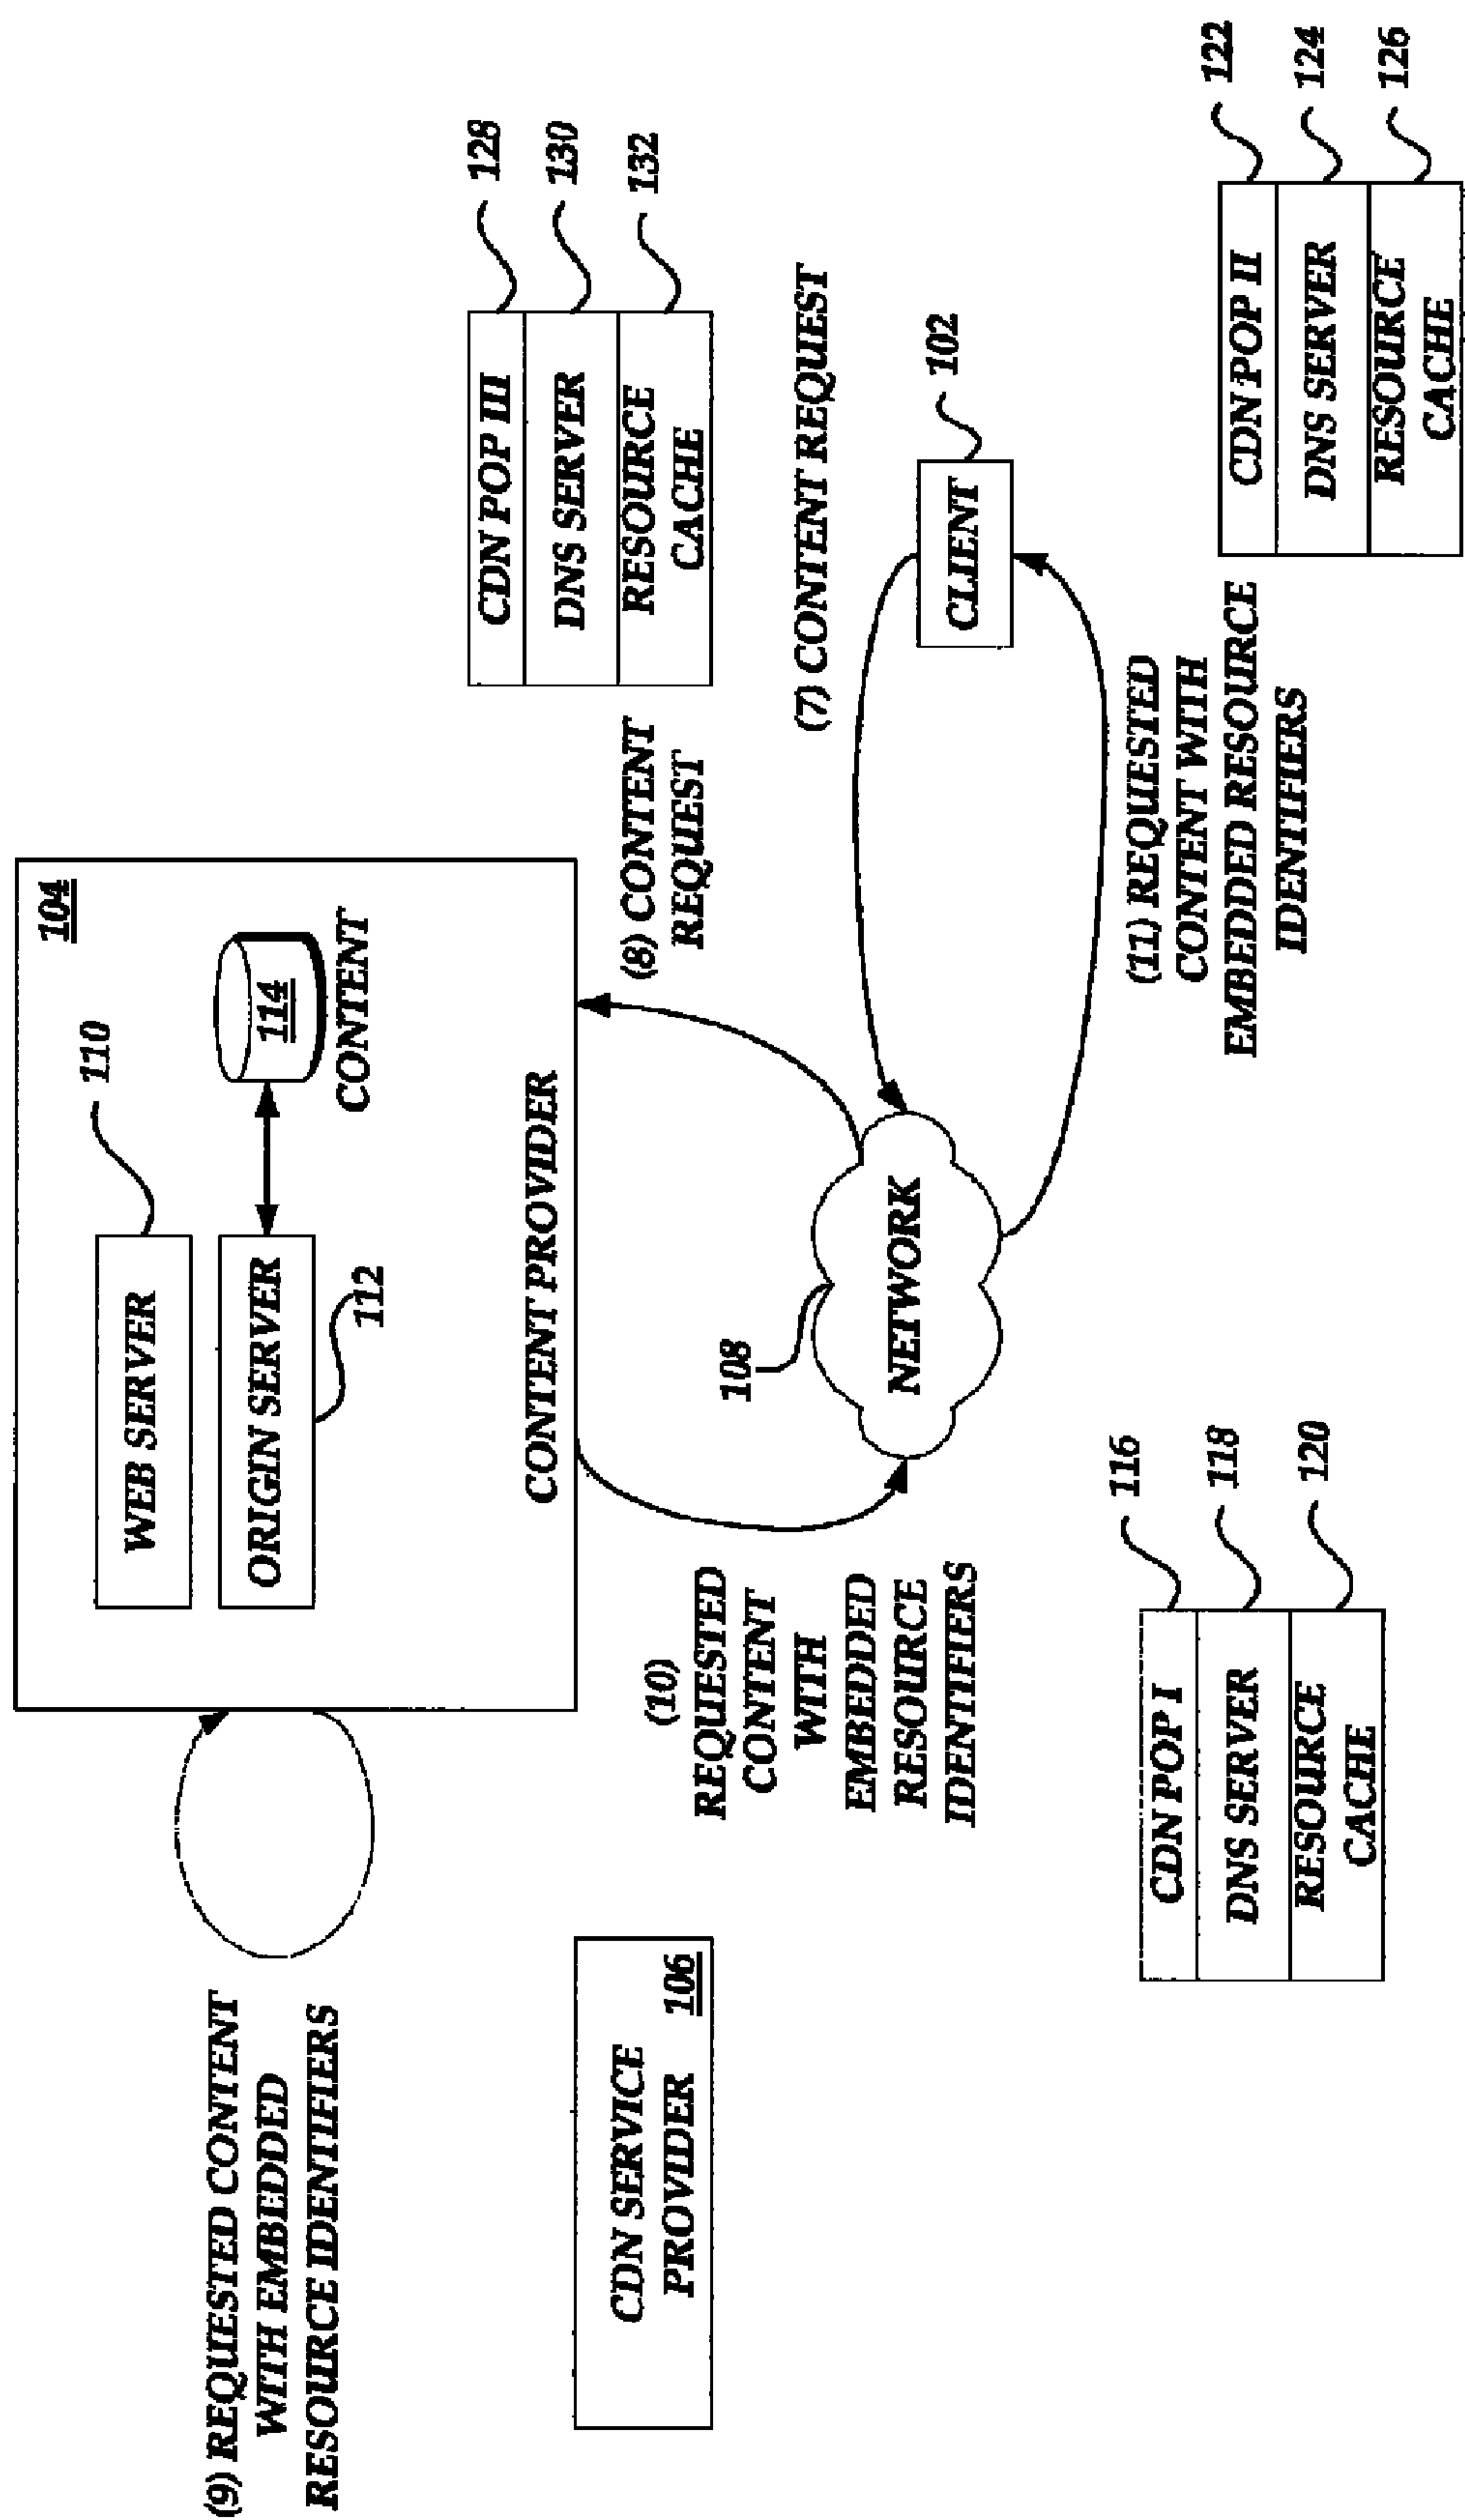 (9) REQUESTED CONTENT
WITH EMBEDDED
RESOURCE IDENTIFIERS
104
110
WEB SERVER
ORIGIN SERVER
112
114
CONTENT
CONTENT PROVIDER
CDN SERVICE
PROVIDER
106
(10)
REQUESTED
CONTENT
WITH
EMBEDDED
RESOURCE
IDENTIFIERS
(8) CONTENT
REQUEST
CDN POP III
DNS SERVER
RESOURCE
CACHE
128
130
132
108
NETWORK
(7) CONTENT REQUEST
CLIENT
102
(11) REQUESTED
CONTENT WITH
EMBEDDED RESOURCE
IDENTIFIERS
CDN POP I
DNS SERVER
RESOURCE
CACHE
116
118
120
CDN POP II
DNS SERVER
RESOURCE
CACHE
122
124
126